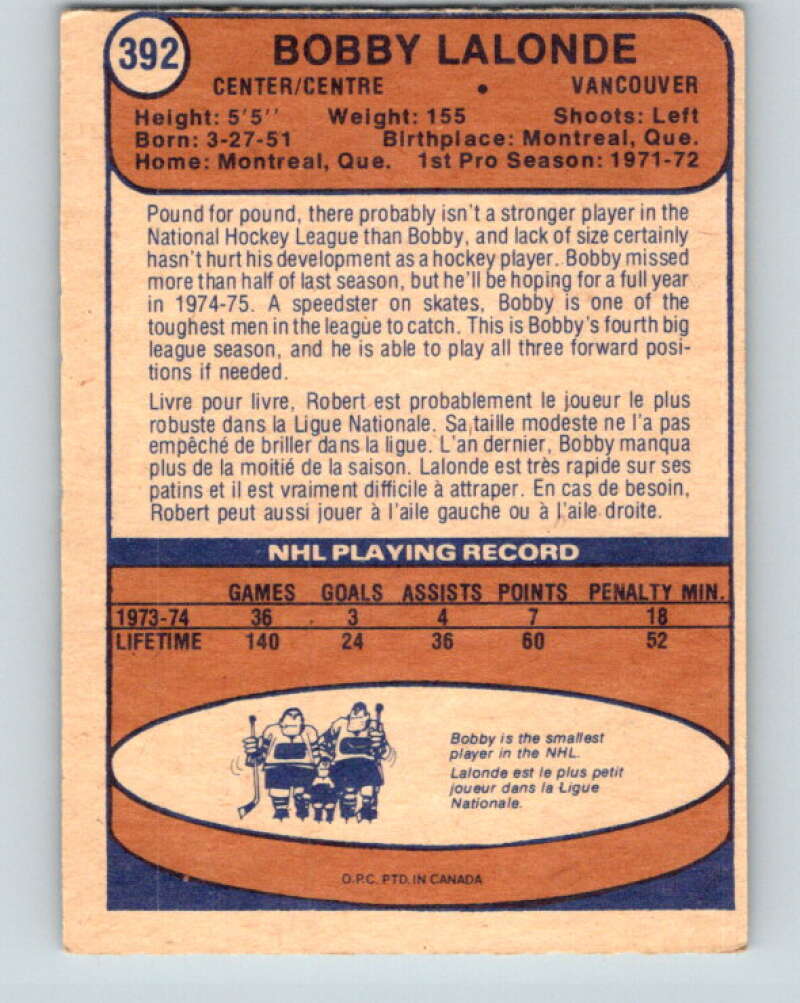 392
BOBBY LALONDE
CENTER/CENTRE • VANCOUVER
Height: 5'5'' Weight: 155 Shoots: Left
Born: 3-27-51 Birthplace: Montreal, Que.
Home: Montreal, Que. 1st Pro Season: 1971-72
Pound for pound, there probably isn't a stronger player in the
National Hockey League than Bobby, and lack of size certainly
hasn't hurt his development as a hockey player. Bobby missed
more than half of last season, but he'll be hoping for a full year
in 1974-75. A speedster on skates, Bobby is one of the
toughest men in the league to catch. This is Bobby's fourth big
league season, and he is able to play all three forward posi-
tions if needed.
Livre pour livre, Robert est probablement le joueur le plus
robuste dans la Ligue Nationale. Sa taille modeste ne l'a pas
empêché de briller dans la ligue. L'an dernier, Bobby manqua
plus de la moitié de la saison. Lalonde est très rapide sur ses
patins et il est vraiment difficile à attraper. En cas de besoin,
Robert peut aussi jouer à l'aile gauche ou à l'aile droite.
NHL PLAYING RECORD
GAMES GOALS ASSISTS POINTS PENALTY MIN.
1973-74 36 3 4 7 18
LIFETIME 140 24 36 60 52
Bobby is the smallest
player in the NHL.
Lalonde est le plus petit
joueur dans la Ligue
Nationale.
O.P.C. PTD. IN CANADA